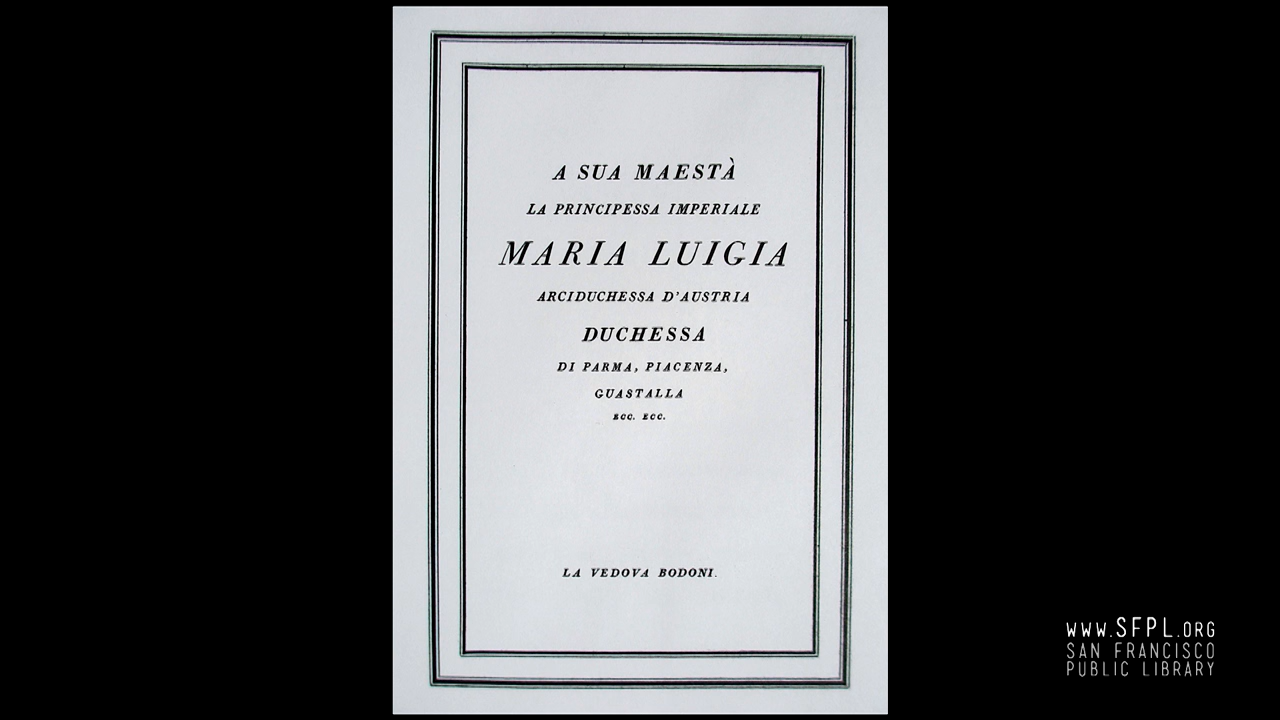 A SUA MAESTÀ
LA PRINCIPESSA IMPERIALE
MARIA LUIGIA
ARCIDUCHESSA D'AUSTRIA
DUCHESSA
DI PARMA, PIACENZA,
GUASTALLA
ECC. ECC.
LA VEDOVA BODONI.
WWW.SFPL.ORG
SAN FRANCISCO
PUBLIC LIBRARY